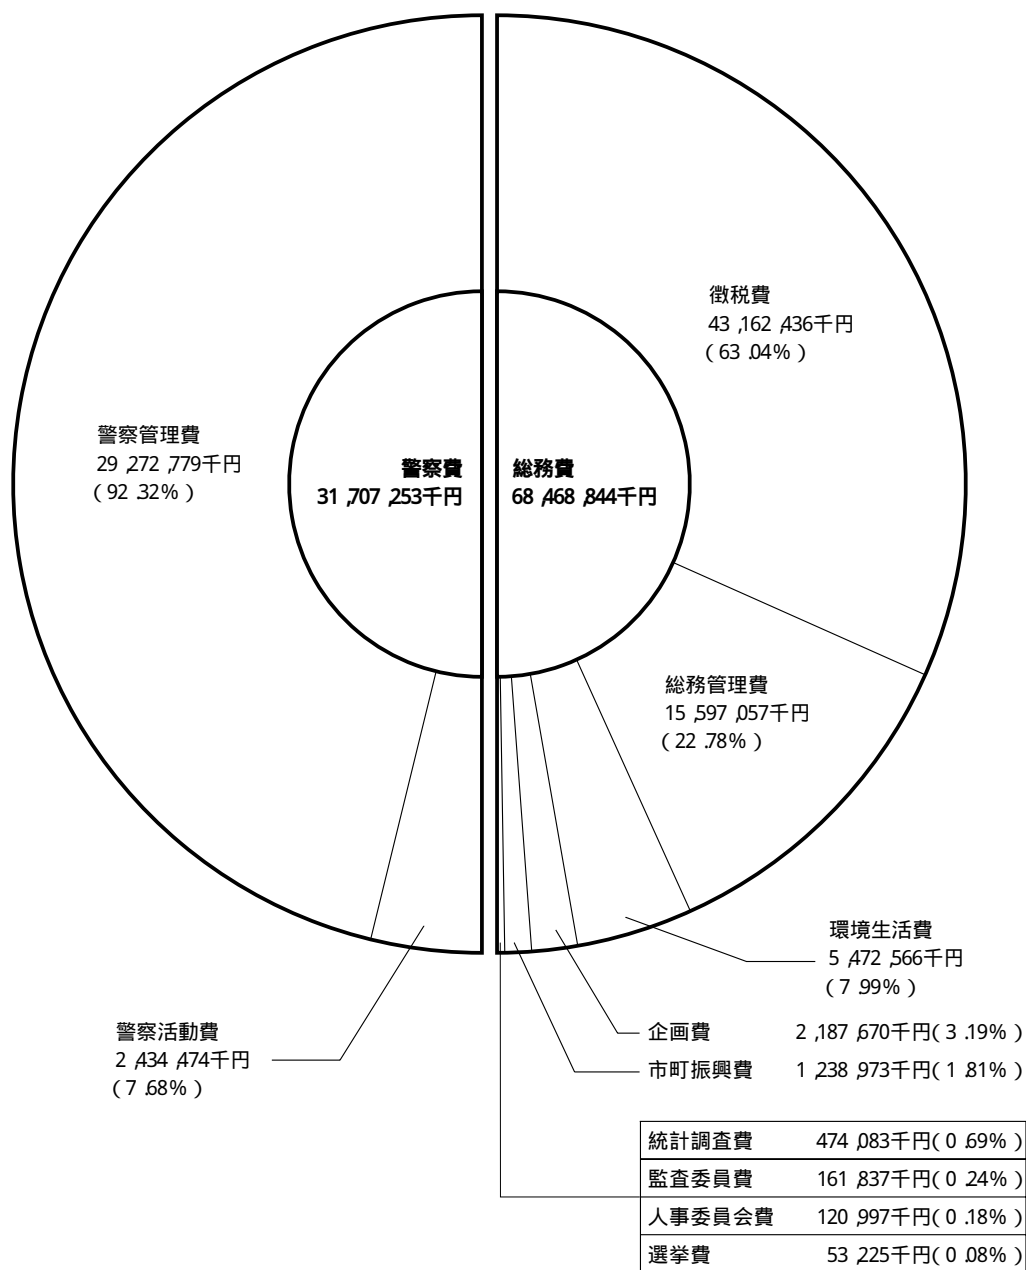 徴税費
43,162,436千円
(63.04%)
警察管理費
29,272,779千円
(92.32%)
警察費
31,707,253千円
総務費
68,468,844千円
総務管理費
15,597,057千円
(22.78%)
環境生活費
5,472,566千円
(7.99%)
警察活動費
2,434,474千円
(7.68%)
企画費 2,187,670千円(3.19%)
市町振興費 1,238,973千円(1.81%)
統計調査費 474,083千円(0.69%)
監査委員費 161,837千円(0.24%)
人事委員会費 120,997千円(0.18%)
選挙費 53,225千円(0.08%)